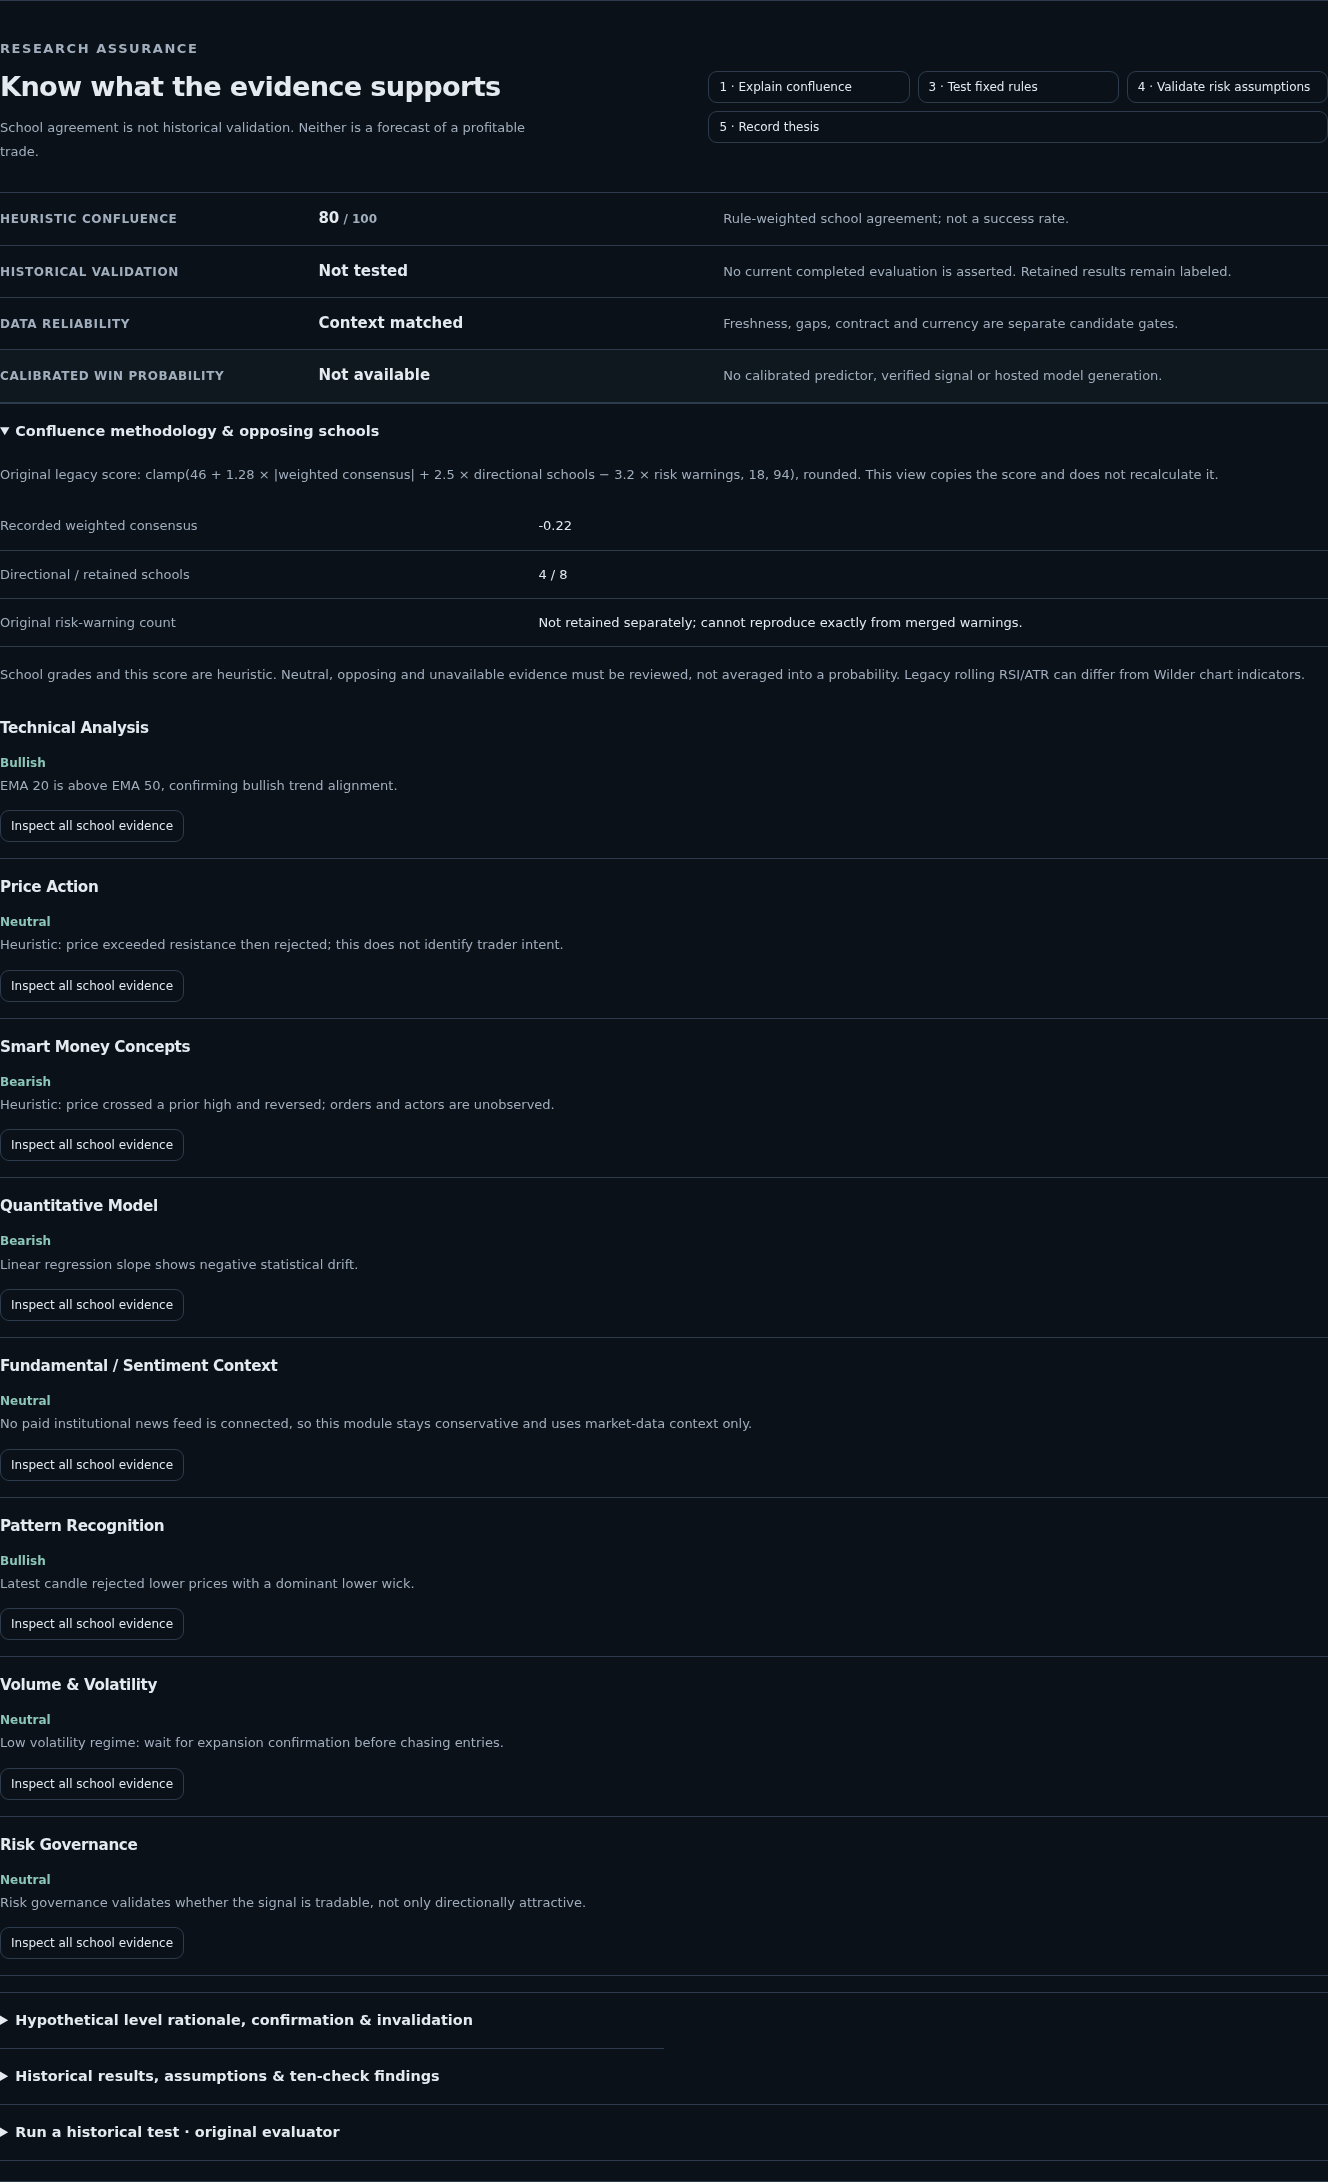 RESEARCH ASSURANCE
Know what the evidence supports
School agreement is not historical validation. Neither is a forecast of a profitable
trade.
1 · Explain confluence
3 · Test fixed rules
4 · Validate risk assumptions
5 · Record thesis
HEURISTIC CONFLUENCE 80 / 100 Rule-weighted school agreement; not a success rate.
HISTORICAL VALIDATION Not tested No current completed evaluation is asserted. Retained results remain labeled.
DATA RELIABILITY Context matched Freshness, gaps, contract and currency are separate candidate gates.
CALIBRATED WIN PROBABILITY Not available No calibrated predictor, verified signal or hosted model generation.
▼ Confluence methodology & opposing schools
Original legacy score: clamp(46 + 1.28 × |weighted consensus| + 2.5 × directional schools − 3.2 × risk warnings, 18, 94), rounded. This view copies the score and does not recalculate it.
Recorded weighted consensus -0.22
Directional / retained schools 4 / 8
Original risk-warning count Not retained separately; cannot reproduce exactly from merged warnings.
School grades and this score are heuristic. Neutral, opposing and unavailable evidence must be reviewed, not averaged into a probability. Legacy rolling RSI/ATR can differ from Wilder chart indicators.
Technical Analysis
Bullish
EMA 20 is above EMA 50, confirming bullish trend alignment.
Inspect all school evidence
Price Action
Neutral
Heuristic: price exceeded resistance then rejected; this does not identify trader intent.
Inspect all school evidence
Smart Money Concepts
Bearish
Heuristic: price crossed a prior high and reversed; orders and actors are unobserved.
Inspect all school evidence
Quantitative Model
Bearish
Linear regression slope shows negative statistical drift.
Inspect all school evidence
Fundamental / Sentiment Context
Neutral
No paid institutional news feed is connected, so this module stays conservative and uses market-data context only.
Inspect all school evidence
Pattern Recognition
Bullish
Latest candle rejected lower prices with a dominant lower wick.
Inspect all school evidence
Volume & Volatility
Neutral
Low volatility regime: wait for expansion confirmation before chasing entries.
Inspect all school evidence
Risk Governance
Neutral
Risk governance validates whether the signal is tradable, not only directionally attractive.
Inspect all school evidence
▶ Hypothetical level rationale, confirmation & invalidation
▶ Historical results, assumptions & ten-check findings
▶ Run a historical test · original evaluator